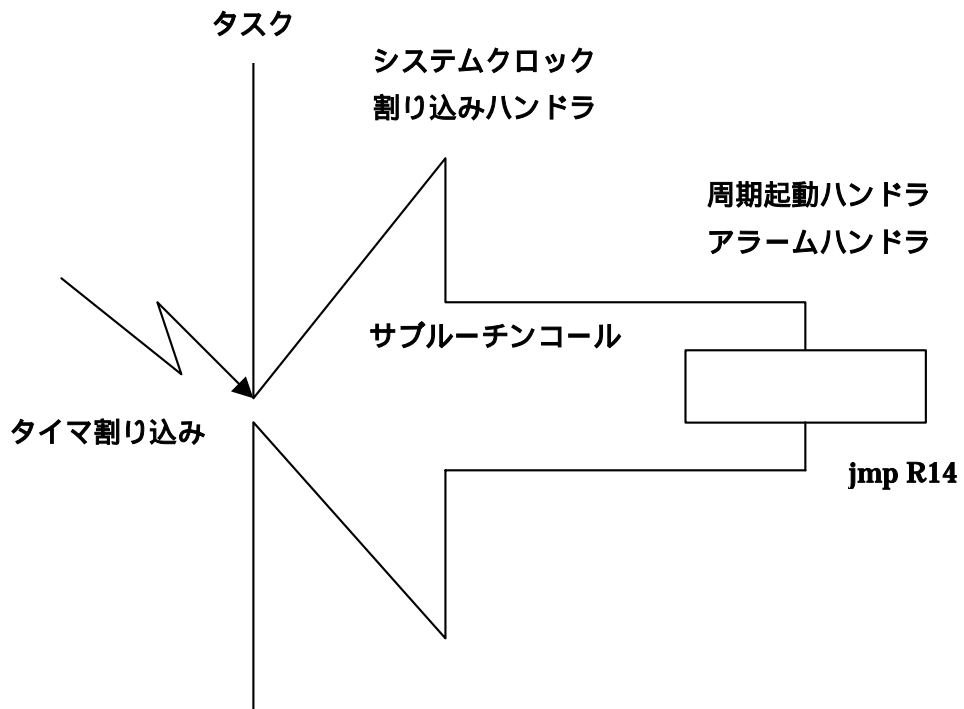 タスク
システムクロック
割り込みハンドラ
周期起動ハンドラ
アラームハンドラ
サブルーチンコール
タイマ割り込み
jmp R14